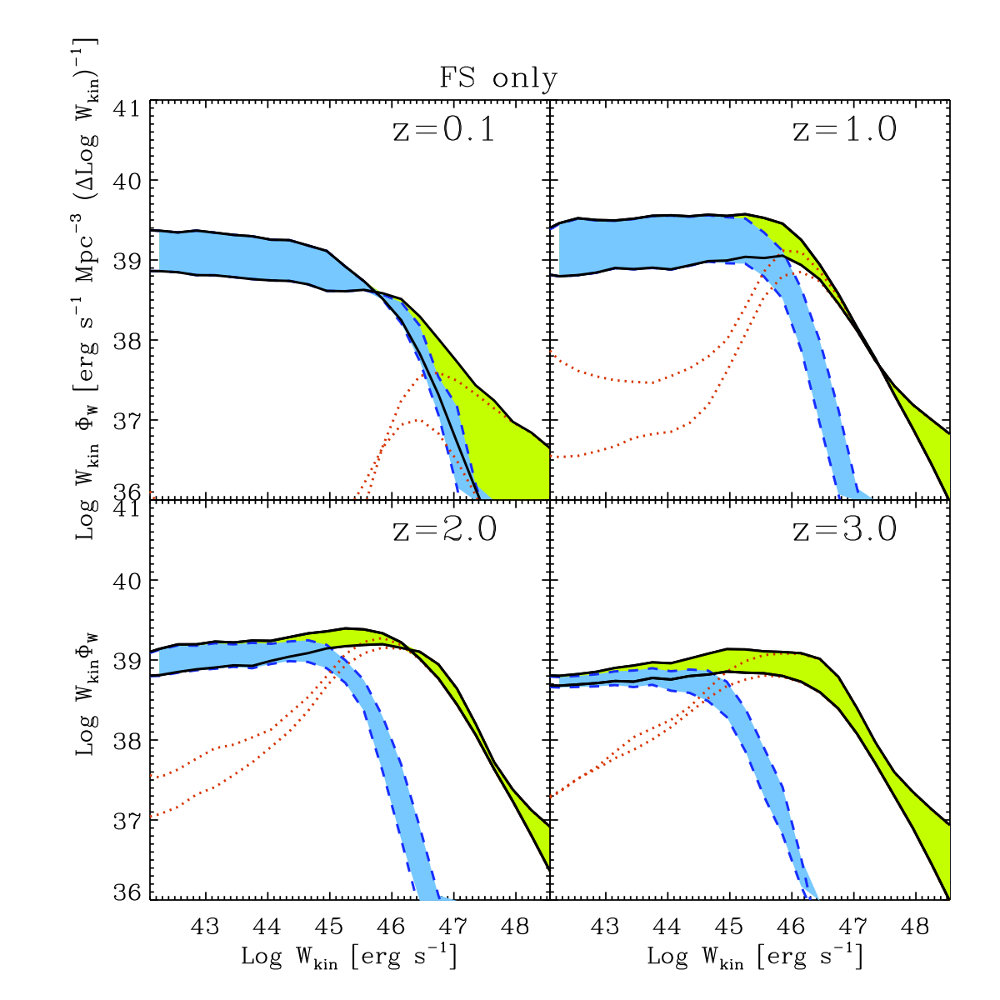 FS only
Log W_kin Φ_W [erg s^−1 Mpc^−3 (ΔLog W_kin)^−1]
z=0.1
z=1.0
41
40
39
38
37
36
Log W_kin Φ_W
z=2.0
z=3.0
41
40
39
38
37
36
43 44 45 46 47 48 43 44 45 46 47 48
Log W_kin [erg s^−1] Log W_kin [erg s^−1]